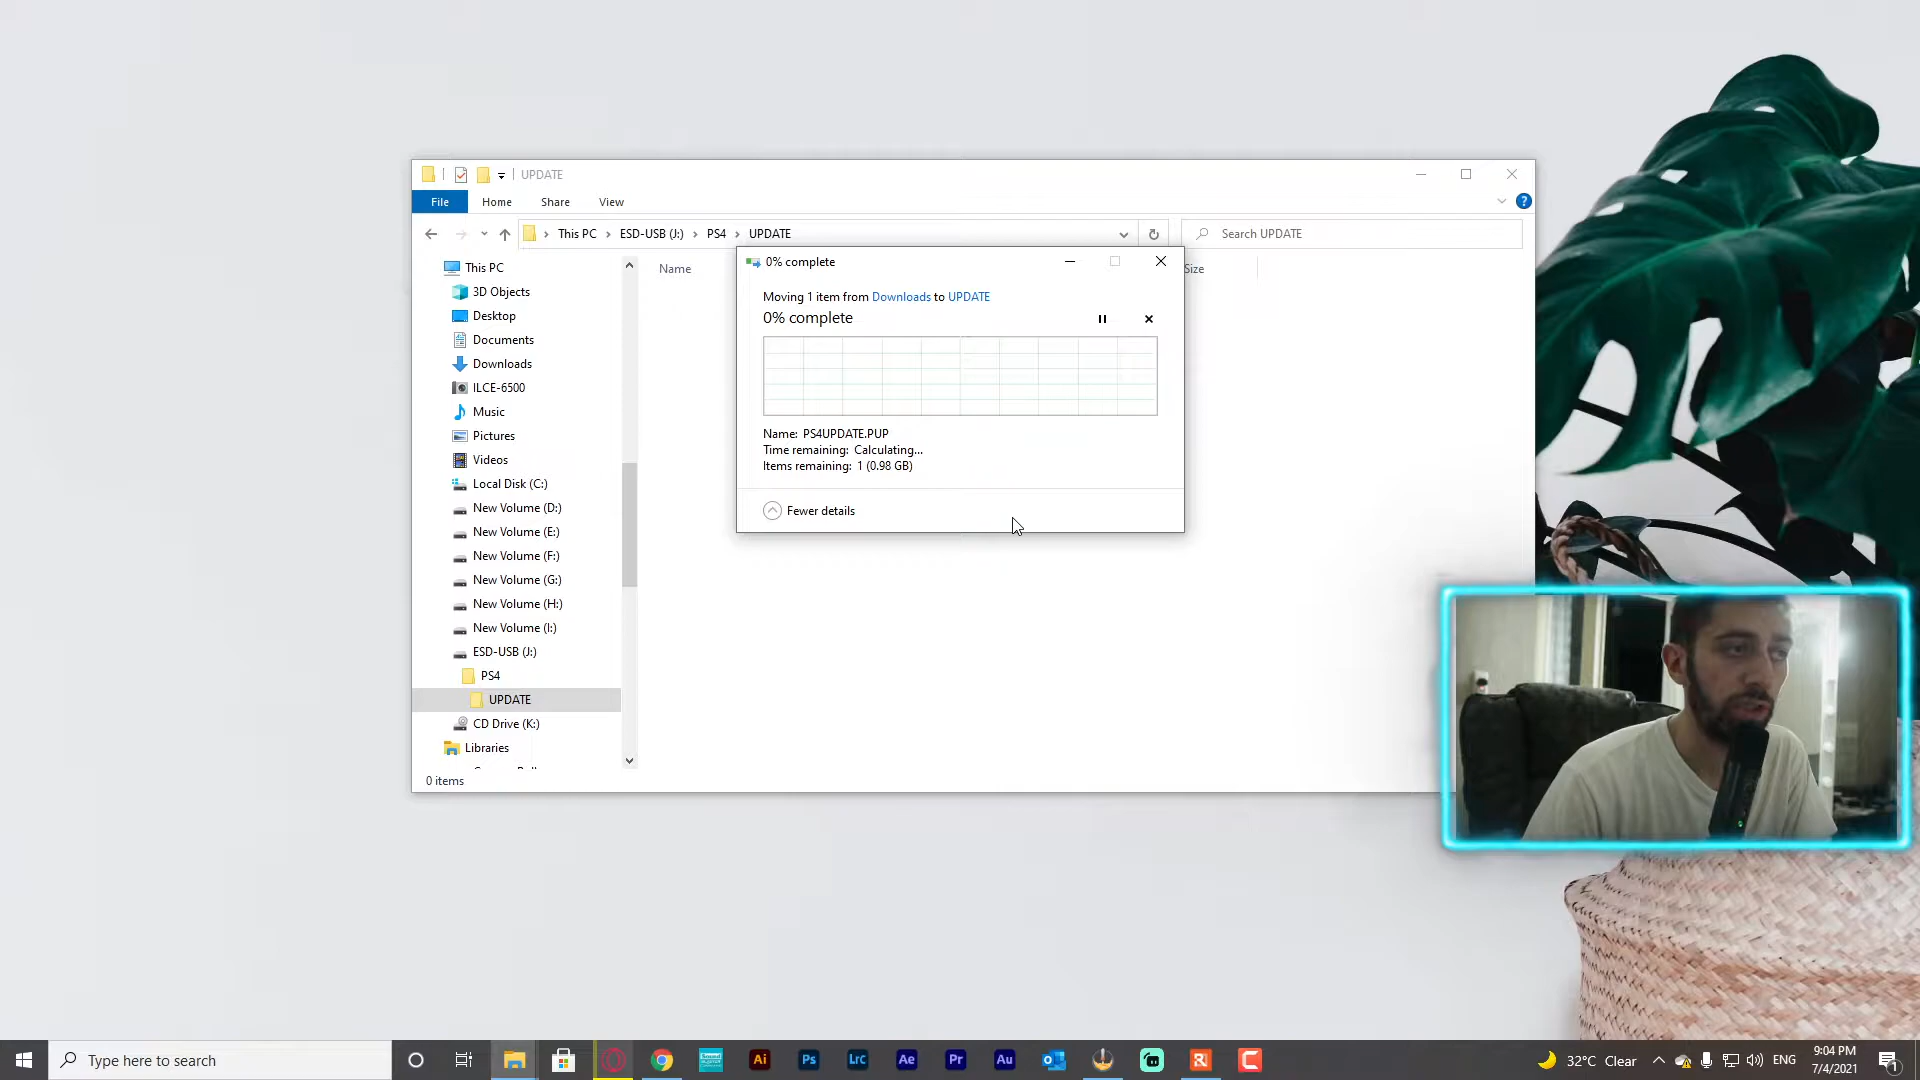 UPDATE
File
Home
Share
View
This PC
ESD-USB (J:)
PS4
UPDATE
Search UPDATE
Name
Size
This PC
3D Objects
Desktop
Documents
Downloads
ILCE-6500
Music
Pictures
Videos
Local Disk (C:)
New Volume (D:)
New Volume (E:)
New Volume (F:)
New Volume (G:)
New Volume (H:)
New Volume (I:)
ESD-USB (J:)
PS4
UPDATE
CD Drive (K:)
Libraries
0 items
0% complete
Moving 1 item from Downloads to UPDATE
0% complete
Name: PS4UPDATE.PUP
Time remaining: Calculating...
Items remaining: 1 (0.98 GB)
Fewer details
Type here to search
Ai
Ps
Lrc
Ae
Pr
Au
32°C Clear
ENG
9:04 PM
7/4/2021
1